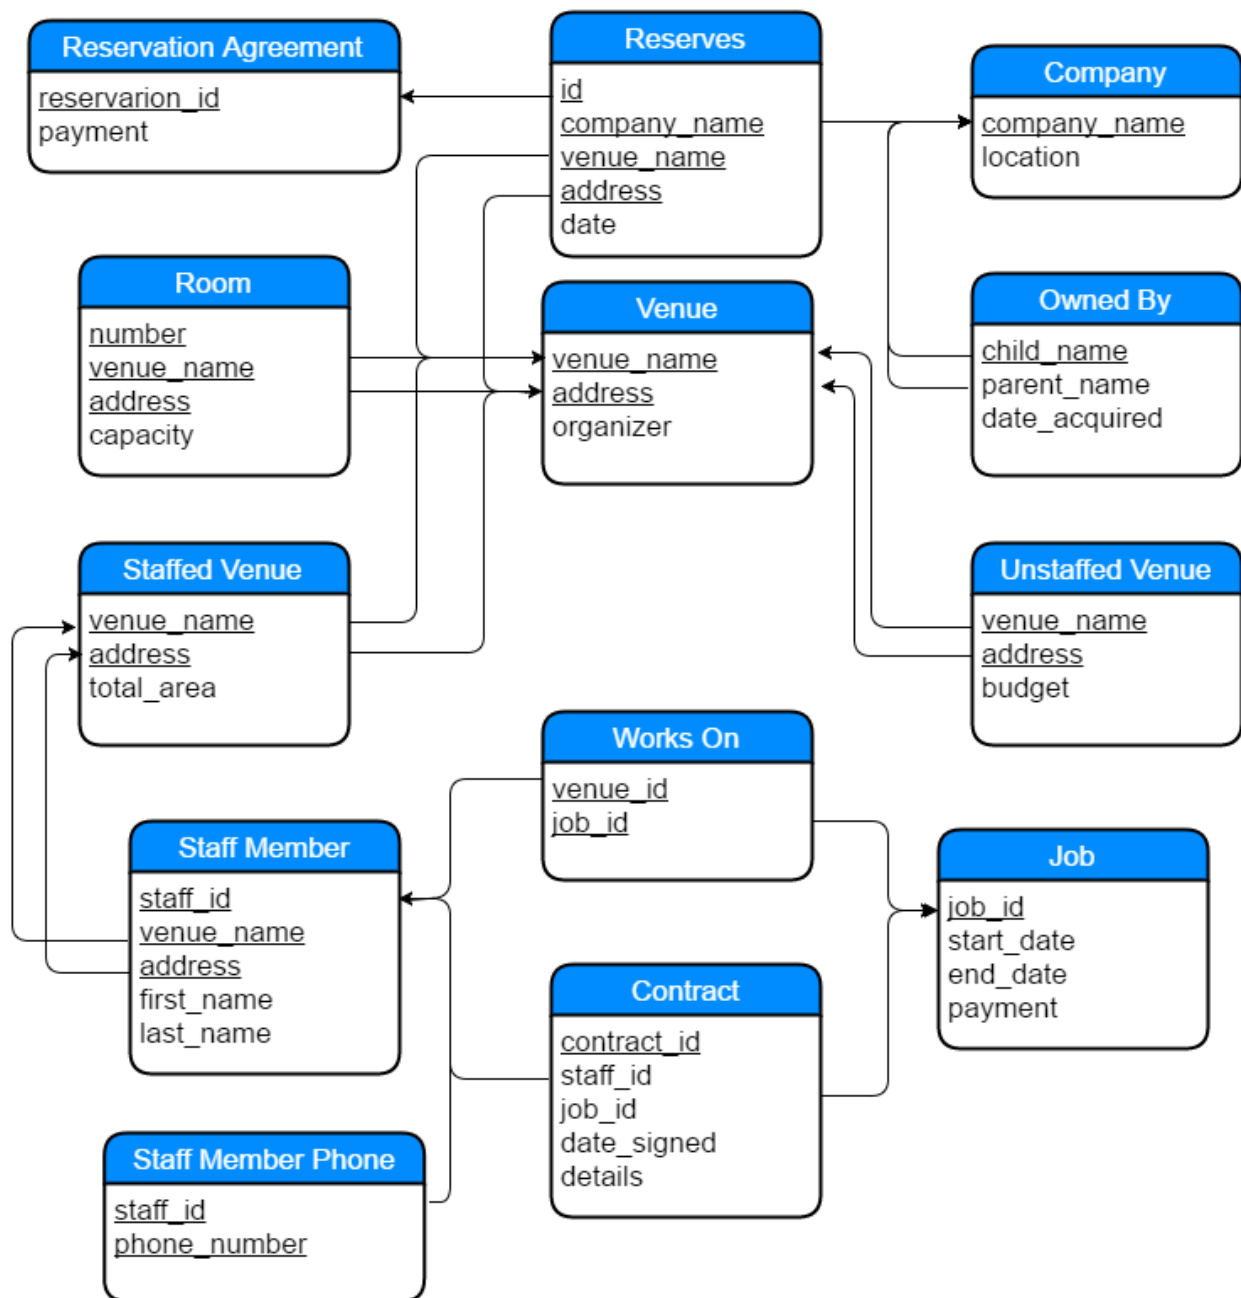 Reservation Agreement
reservarion_id
payment
Reserves
id
company_name
venue_name
address
date
Company
company_name
location
Room
number
venue_name
address
capacity
Venue
venue_name
address
organizer
Owned By
child_name
parent_name
date_acquired
Staffed Venue
venue_name
address
total_area
Unstaffed Venue
venue_name
address
budget
Works On
venue_id
job_id
Staff Member
staff_id
venue_name
address
first_name
last_name
Job
job_id
start_date
end_date
payment
Contract
contract_id
staff_id
job_id
date_signed
details
Staff Member Phone
staff_id
phone_number